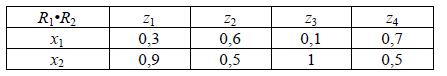 R₁•R₂ z₁ z₂ z₃ z₄
x₁ 0,3 0,6 0,1 0,7
x₂ 0,9 0,5 1 0,5